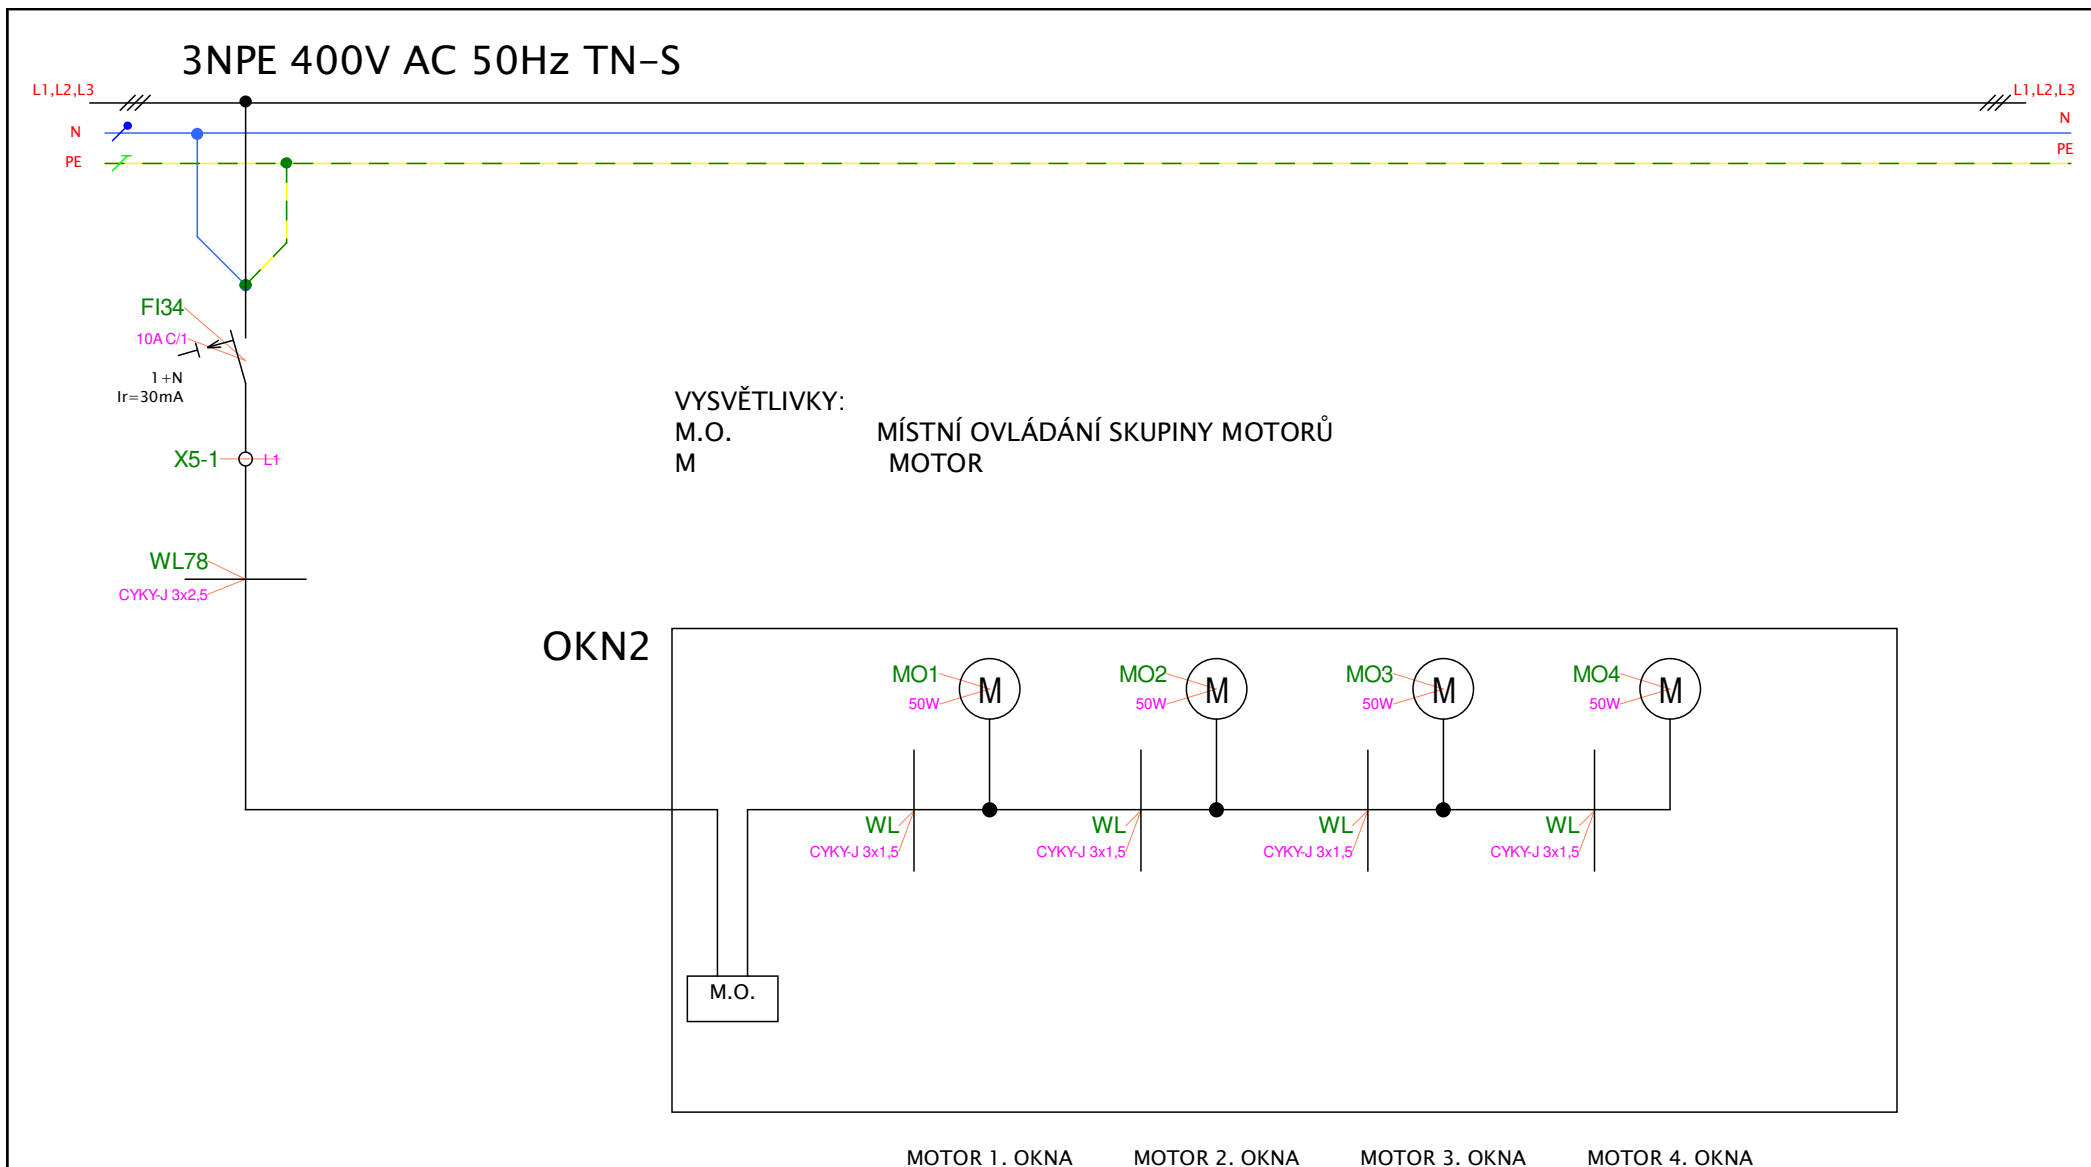 3NPE 400V AC 50Hz TN-S
L1,L2,L3
L1,L2,L3
N
N
PE
PE
FI34
10A C/1
1+N
Ir=30mA
VYSVĚTLIVKY:
M.O. MÍSTNÍ OVLÁDÁNÍ SKUPINY MOTORŮ
M MOTOR
X5-1 L1
WL78
CYKY-J 3x2,5
OKN2
MO1 MO2 MO3 MO4
M M M M
50W 50W 50W 50W
WL WL WL WL
CYKY-J 3x1,5 CYKY-J 3x1,5 CYKY-J 3x1,5 CYKY-J 3x1,5
M.O.
MOTOR 1. OKNA MOTOR 2. OKNA MOTOR 3. OKNA MOTOR 4. OKNA